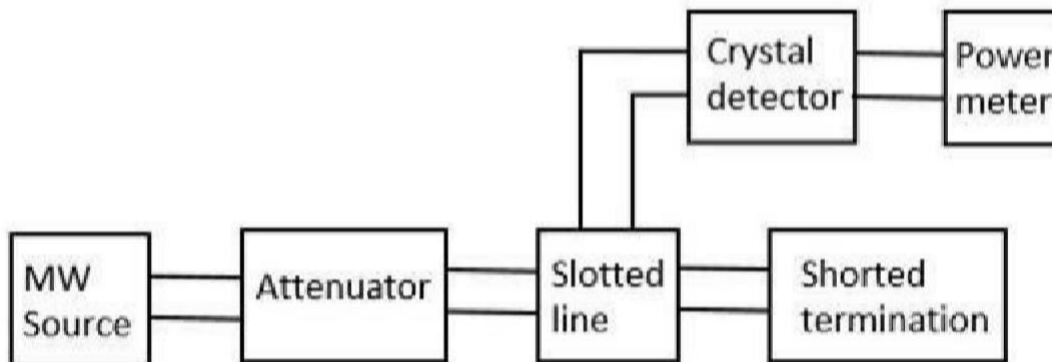 Crystal
detector
Power
meter
MW
Source
Attenuator
Slotted
line
Shorted
termination